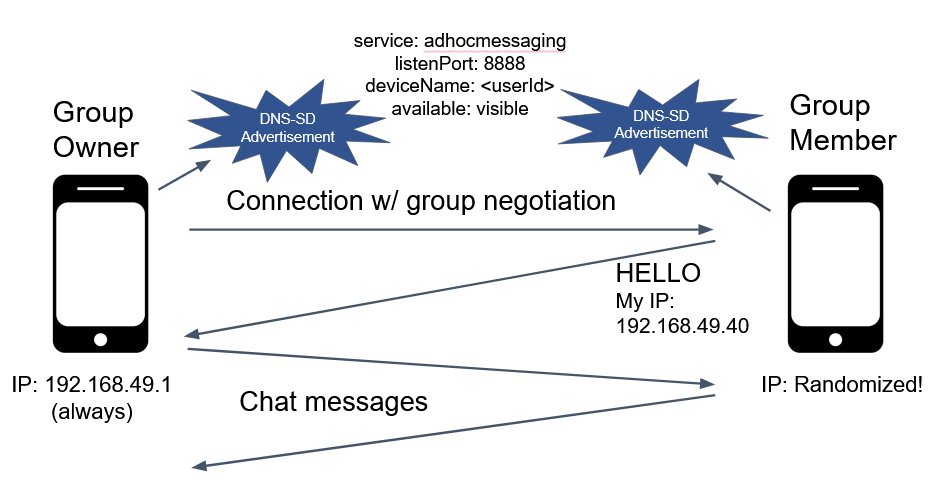 service: adhocmessaging
listenPort: 8888
deviceName: <userId>
available: visible
Group
Owner
DNS-SD
Advertisement
DNS-SD
Advertisement
Group
Member
Connection w/ group negotiation
HELLO
My IP:
192.168.49.40
IP: 192.168.49.1
(always)
IP: Randomized!
Chat messages